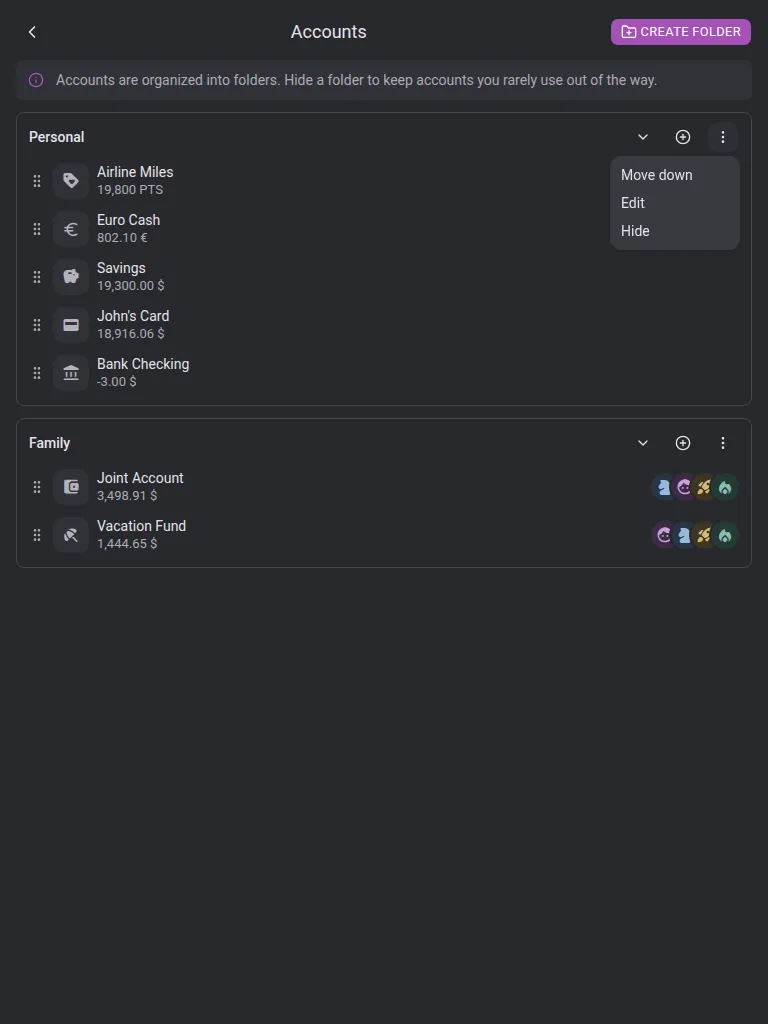 Accounts
CREATE FOLDER
Accounts are organized into folders. Hide a folder to keep accounts you rarely use out of the way.
Personal
Move down
Edit
Hide
Airline Miles
19,800 PTS
Euro Cash
802.10 €
Savings
19,300.00 $
John's Card
18,916.06 $
Bank Checking
-3.00 $
Family
Joint Account
3,498.91 $
Vacation Fund
1,444.65 $